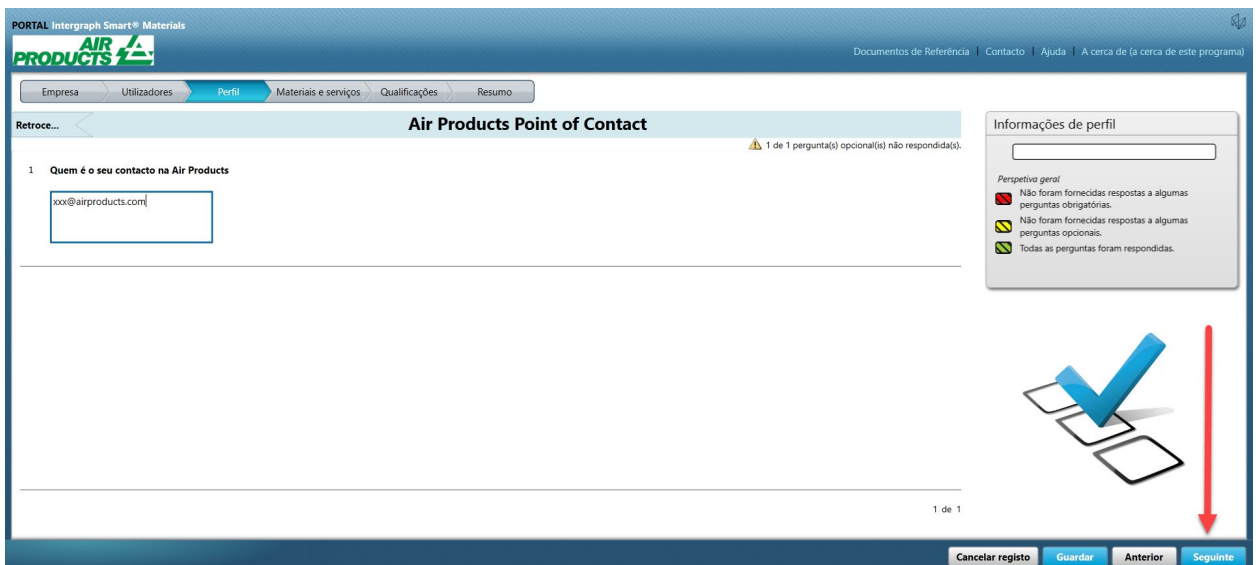 PORTAL Intergraph Smart® Materials
AIR
PRODUCTS
Documentos de Referência | Contacto | Ajuda | A cerca de (a cerca de este programa)
Empresa Utilizadores Perfil Materiais e serviços Qualificações Resumo
Retroce... Air Products Point of Contact
1 de 1 pergunta(s) opcional(is) não respondida(s).
1 Quem é o seu contacto na Air Products
xxx@airproducts.com
Informações de perfil
Perspetiva geral
Não foram fornecidas respostas a algumas
perguntas obrigatórias.
Não foram fornecidas respostas a algumas
perguntas opcionais.
Todas as perguntas foram respondidas.
1 de 1
Cancelar registo Guardar Anterior Seguinte